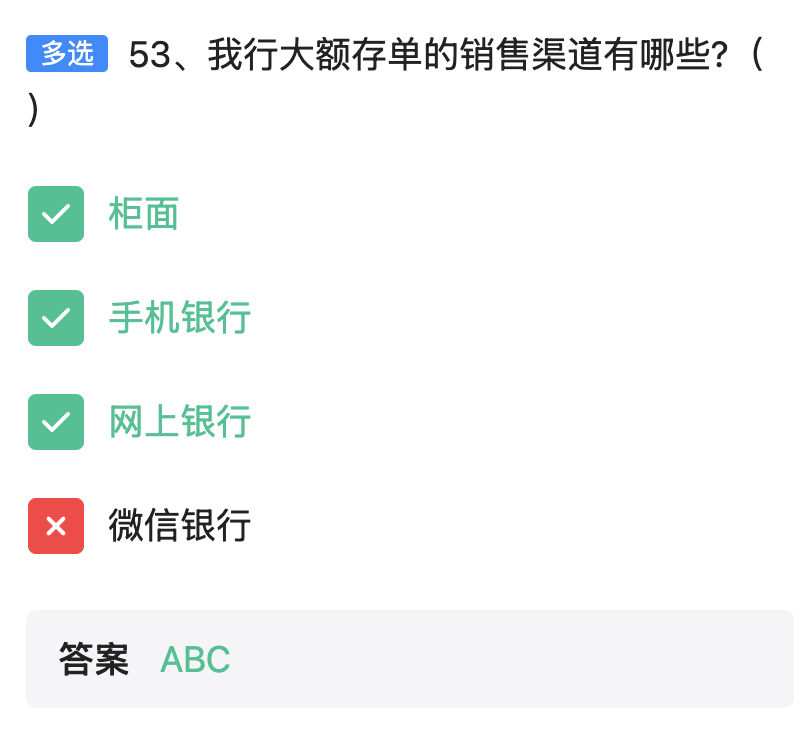 多选 53、我行大额存单的销售渠道有哪些?（
）
柜面
手机银行
网上银行
微信银行
答案 ABC